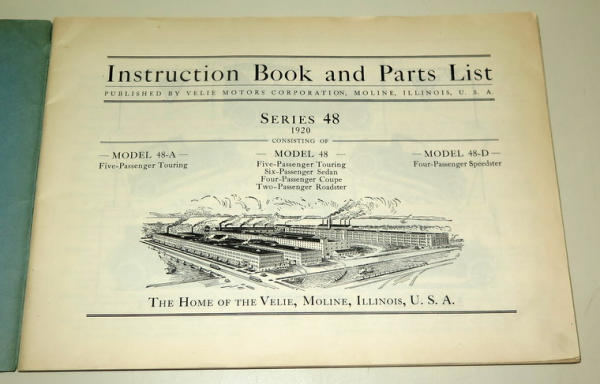 Instruction Book and Parts List
PUBLISHED BY VELIE MOTORS CORPORATION, MOLINE, ILLINOIS, U. S. A.
SERIES 48
1920
CONSISTING OF
— MODEL 48-A —
Five-Passenger Touring
— MODEL 48 —
Five-Passenger Touring
Six-Passenger Sedan
Four-Passenger Coupe
Two-Passenger Roadster
— MODEL 48-D —
Four-Passenger Speedster
THE HOME OF THE VELIE, MOLINE, ILLINOIS, U. S. A.